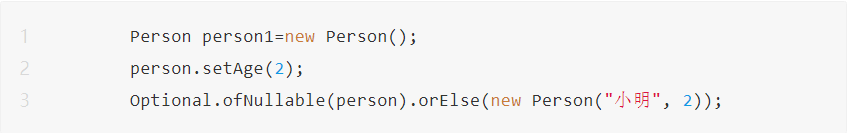 1 Person person1=new Person();
2 person.setAge(2);
3 Optional.ofNullable(person).orElse(new Person("小明", 2));